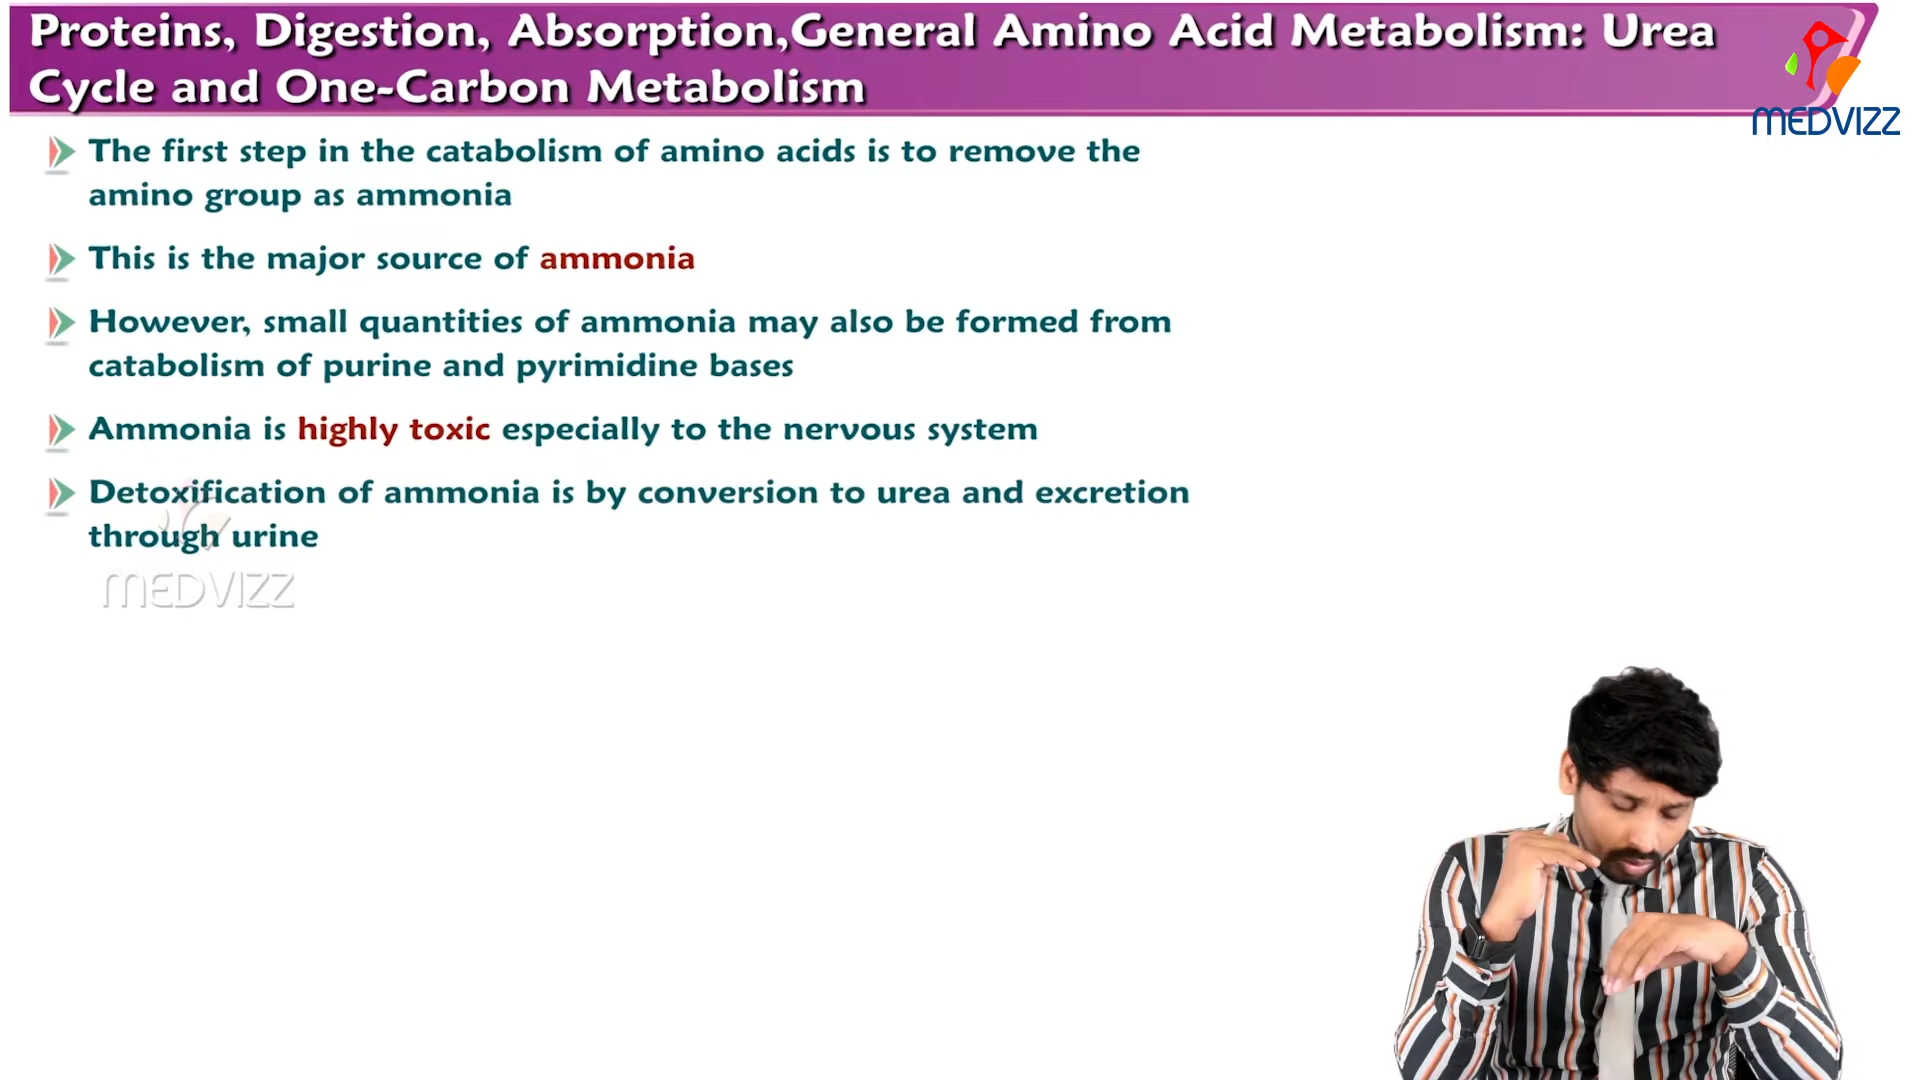 Proteins, Digestion, Absorption,General Amino Acid Metabolism: Urea
Cycle and One-Carbon Metabolism
MEDVIZZ
The first step in the catabolism of amino acids is to remove the
amino group as ammonia
This is the major source of ammonia
However, small quantities of ammonia may also be formed from
catabolism of purine and pyrimidine bases
Ammonia is highly toxic especially to the nervous system
Detoxification of ammonia is by conversion to urea and excretion
through urine
MEDVIZZ